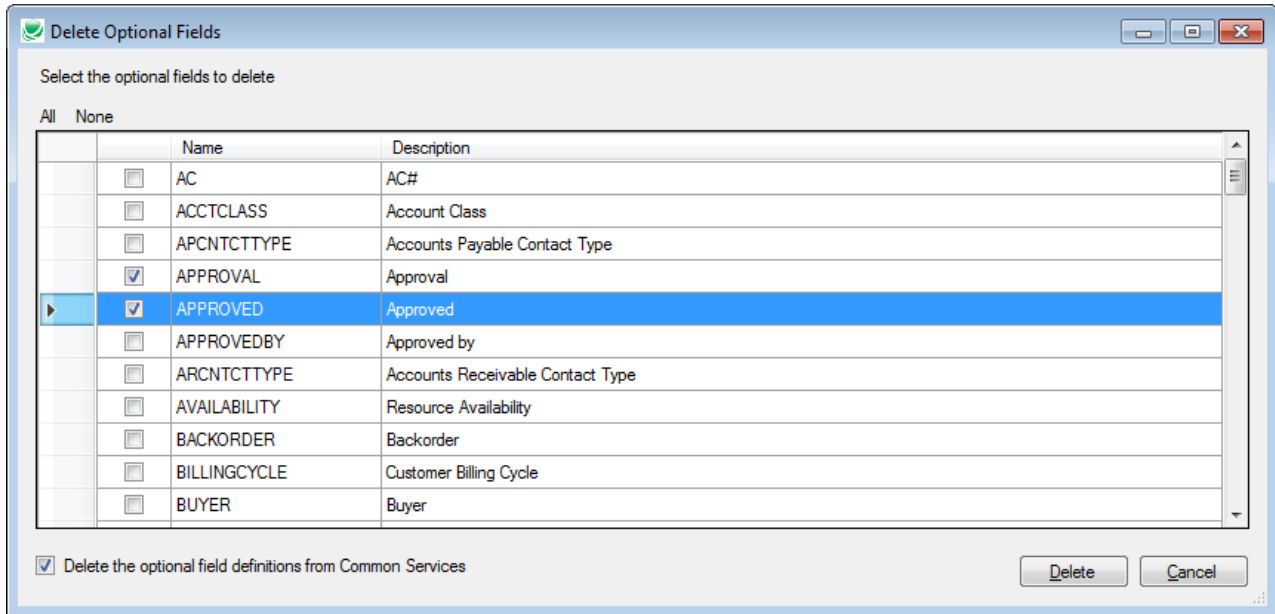 Delete Optional Fields
Select the optional fields to delete
All None
Name Description
AC AC#
ACCTCLASS Account Class
APCNTCTTYPE Accounts Payable Contact Type
APPROVAL Approval
APPROVED Approved
APPROVEDBY Approved by
ARCNTCTTYPE Accounts Receivable Contact Type
AVAILABILITY Resource Availability
BACKORDER Backorder
BILLINGCYCLE Customer Billing Cycle
BUYER Buyer
Delete the optional field definitions from Common Services
Delete Cancel